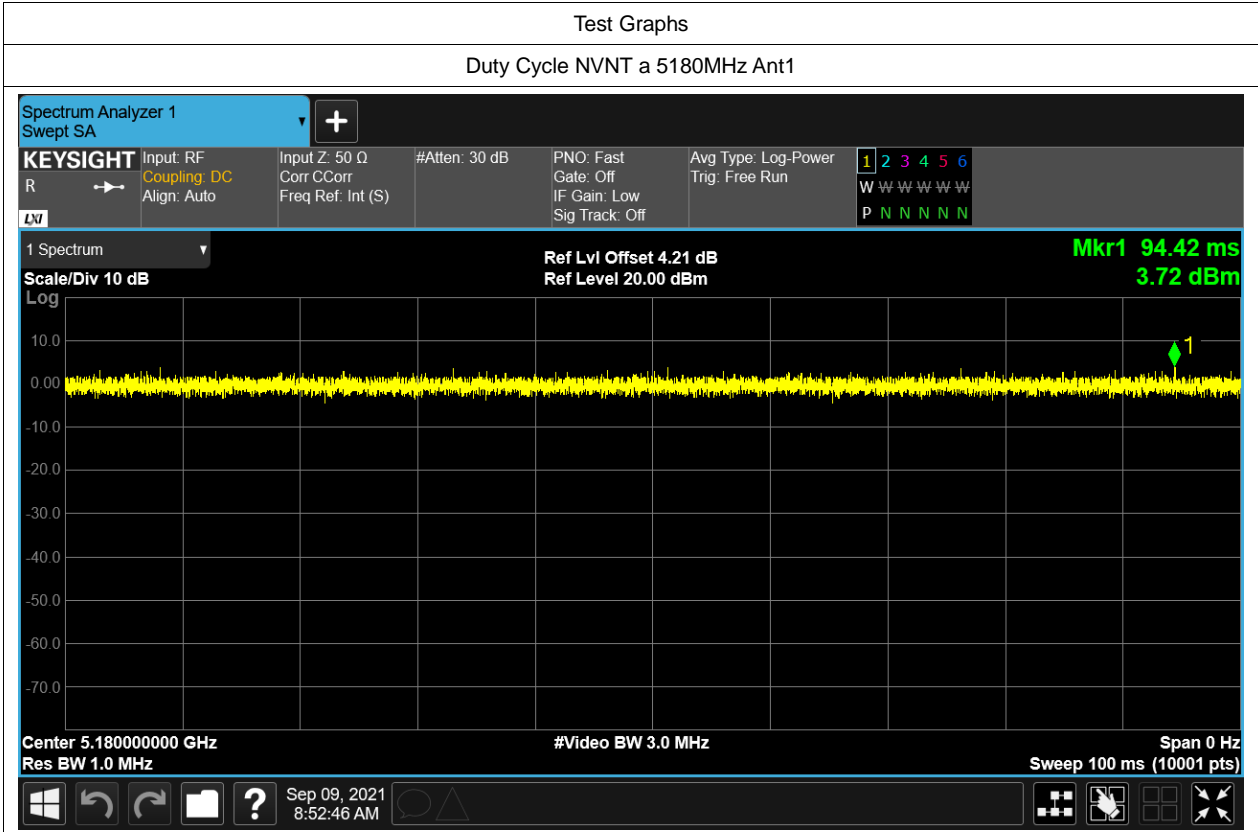 Test Graphs
Duty Cycle NVNT a 5180MHz Ant1
Spectrum Analyzer 1
Swept SA
KEYSIGHT
R
LXI
Input: RF
Coupling: DC
Align: Auto
Input Z: 50 Ω
Corr CCorr
Freq Ref: Int (S)
#Atten: 30 dB
PNO: Fast
Gate: Off
IF Gain: Low
Sig Track: Off
Avg Type: Log-Power
Trig: Free Run
1 2 3 4 5 6
W W W W W W
P N N N N N
1 Spectrum
Scale/Div 10 dB
Ref Lvl Offset 4.21 dB
Ref Level 20.00 dBm
Mkr1 94.42 ms
3.72 dBm
Log
10.0
1
0.00
-10.0
-20.0
-30.0
-40.0
-50.0
-60.0
-70.0
Center 5.180000000 GHz
#Video BW 3.0 MHz
Span 0 Hz
Res BW 1.0 MHz
Sweep 100 ms (10001 pts)
?
Sep 09, 2021
8:52:46 AM